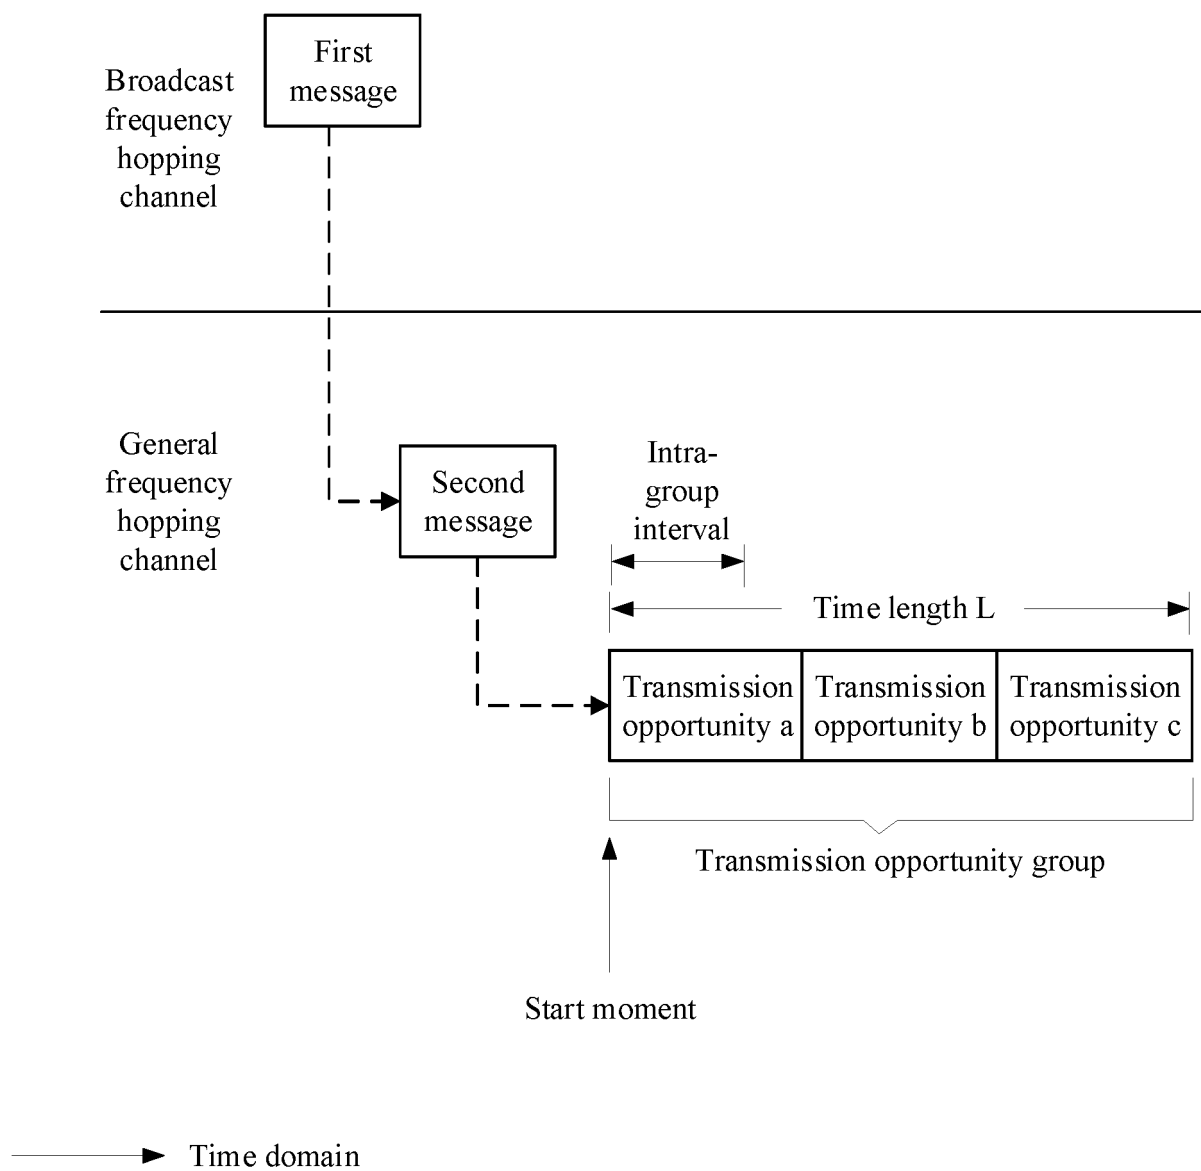 First
message
Broadcast
frequency
hopping
channel
General
frequency
hopping
channel
Second
message
Intra-
group
interval
Time length L
Transmission
opportunity a
Transmission
opportunity b
Transmission
opportunity c
Transmission opportunity group
Start moment
Time domain